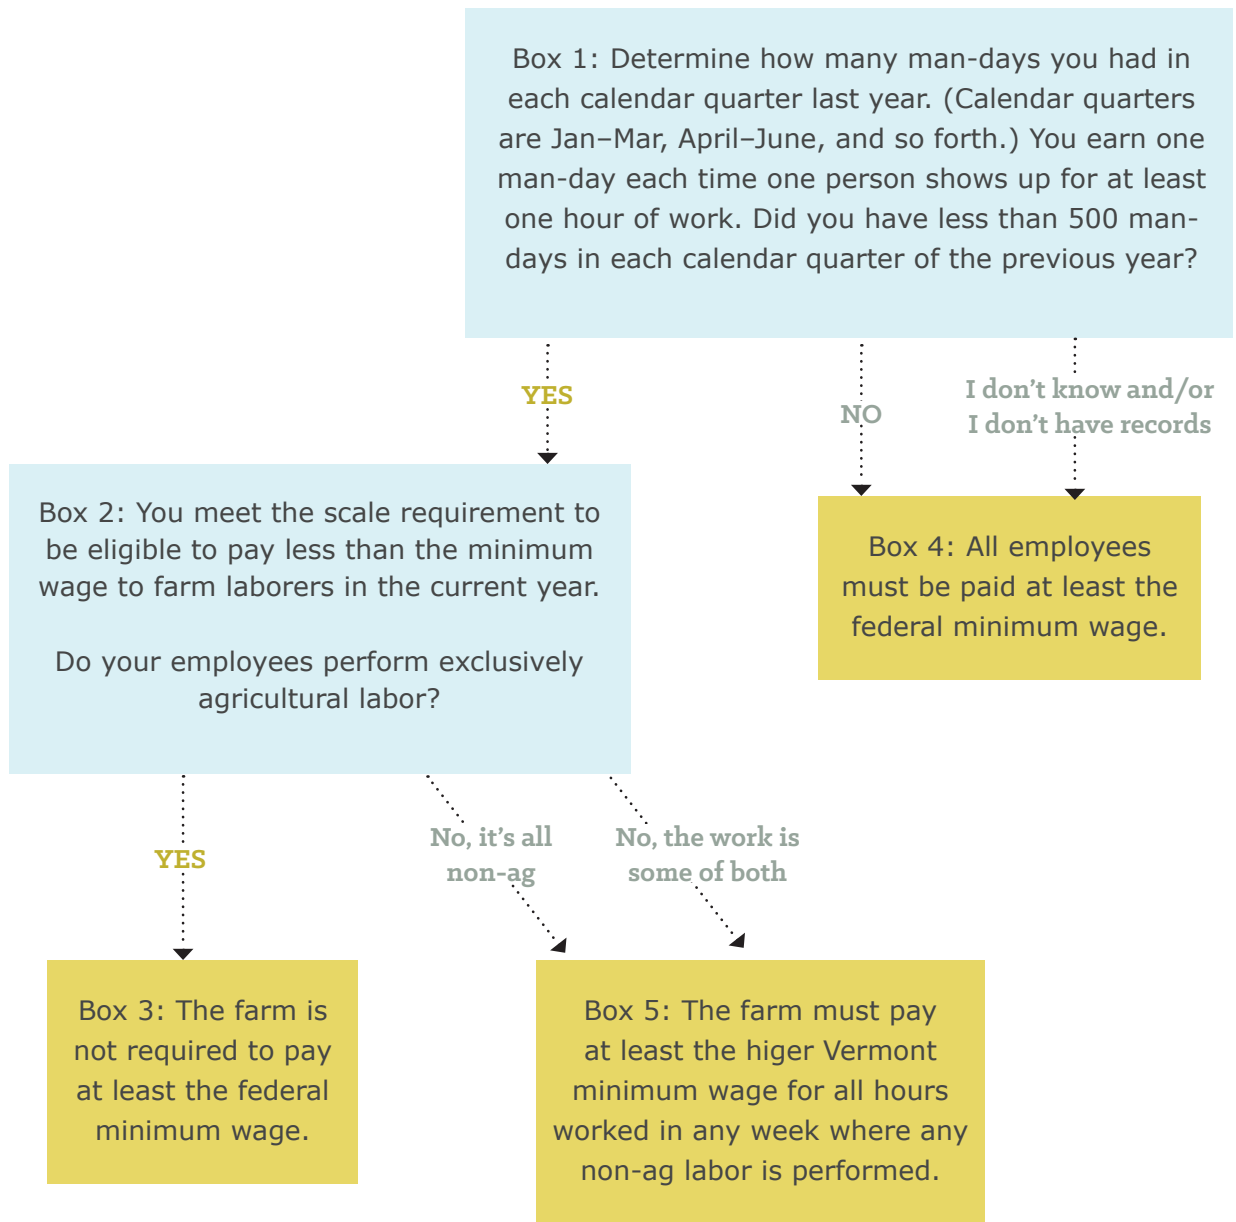 Box 1: Determine how many man-days you had in
each calendar quarter last year. (Calendar quarters
are Jan–Mar, April–June, and so forth.) You earn one
man-day each time one person shows up for at least
one hour of work. Did you have less than 500 man-
days in each calendar quarter of the previous year?
YES
NO
I don’t know and/or
I don’t have records
Box 2: You meet the scale requirement to
be eligible to pay less than the minimum
wage to farm laborers in the current year.
Do your employees perform exclusively
agricultural labor?
Box 4: All employees
must be paid at least the
federal minimum wage.
YES
No, it’s all
non-ag
No, the work is
some of both
Box 3: The farm is
not required to pay
at least the federal
minimum wage.
Box 5: The farm must pay
at least the higer Vermont
minimum wage for all hours
worked in any week where any
non-ag labor is performed.